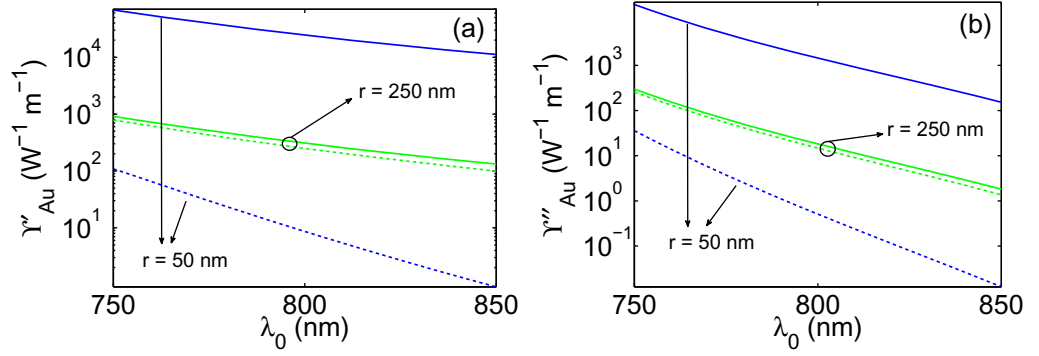 (a)
ϒ″Au (W⁻¹ m⁻¹)
10⁴
10³
10²
10¹
r = 250 nm
r = 50 nm
750
800
850
λ₀ (nm)
(b)
ϒ‴Au (W⁻¹ m⁻¹)
10³
10²
10¹
10⁰
10⁻¹
r = 250 nm
r = 50 nm
750
800
850
λ₀ (nm)